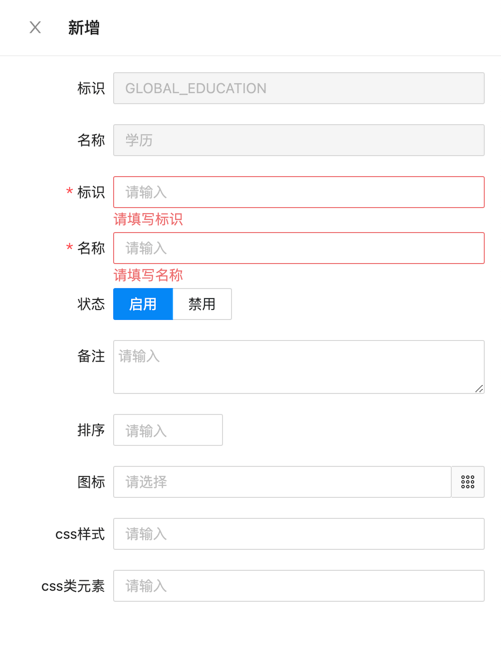 新增
标识 GLOBAL_EDUCATION
名称 学历
* 标识 请输入
请填写标识
* 名称 请输入
请填写名称
状态 启用 禁用
备注 请输入
排序 请输入
图标 请选择
css样式 请输入
css类元素 请输入